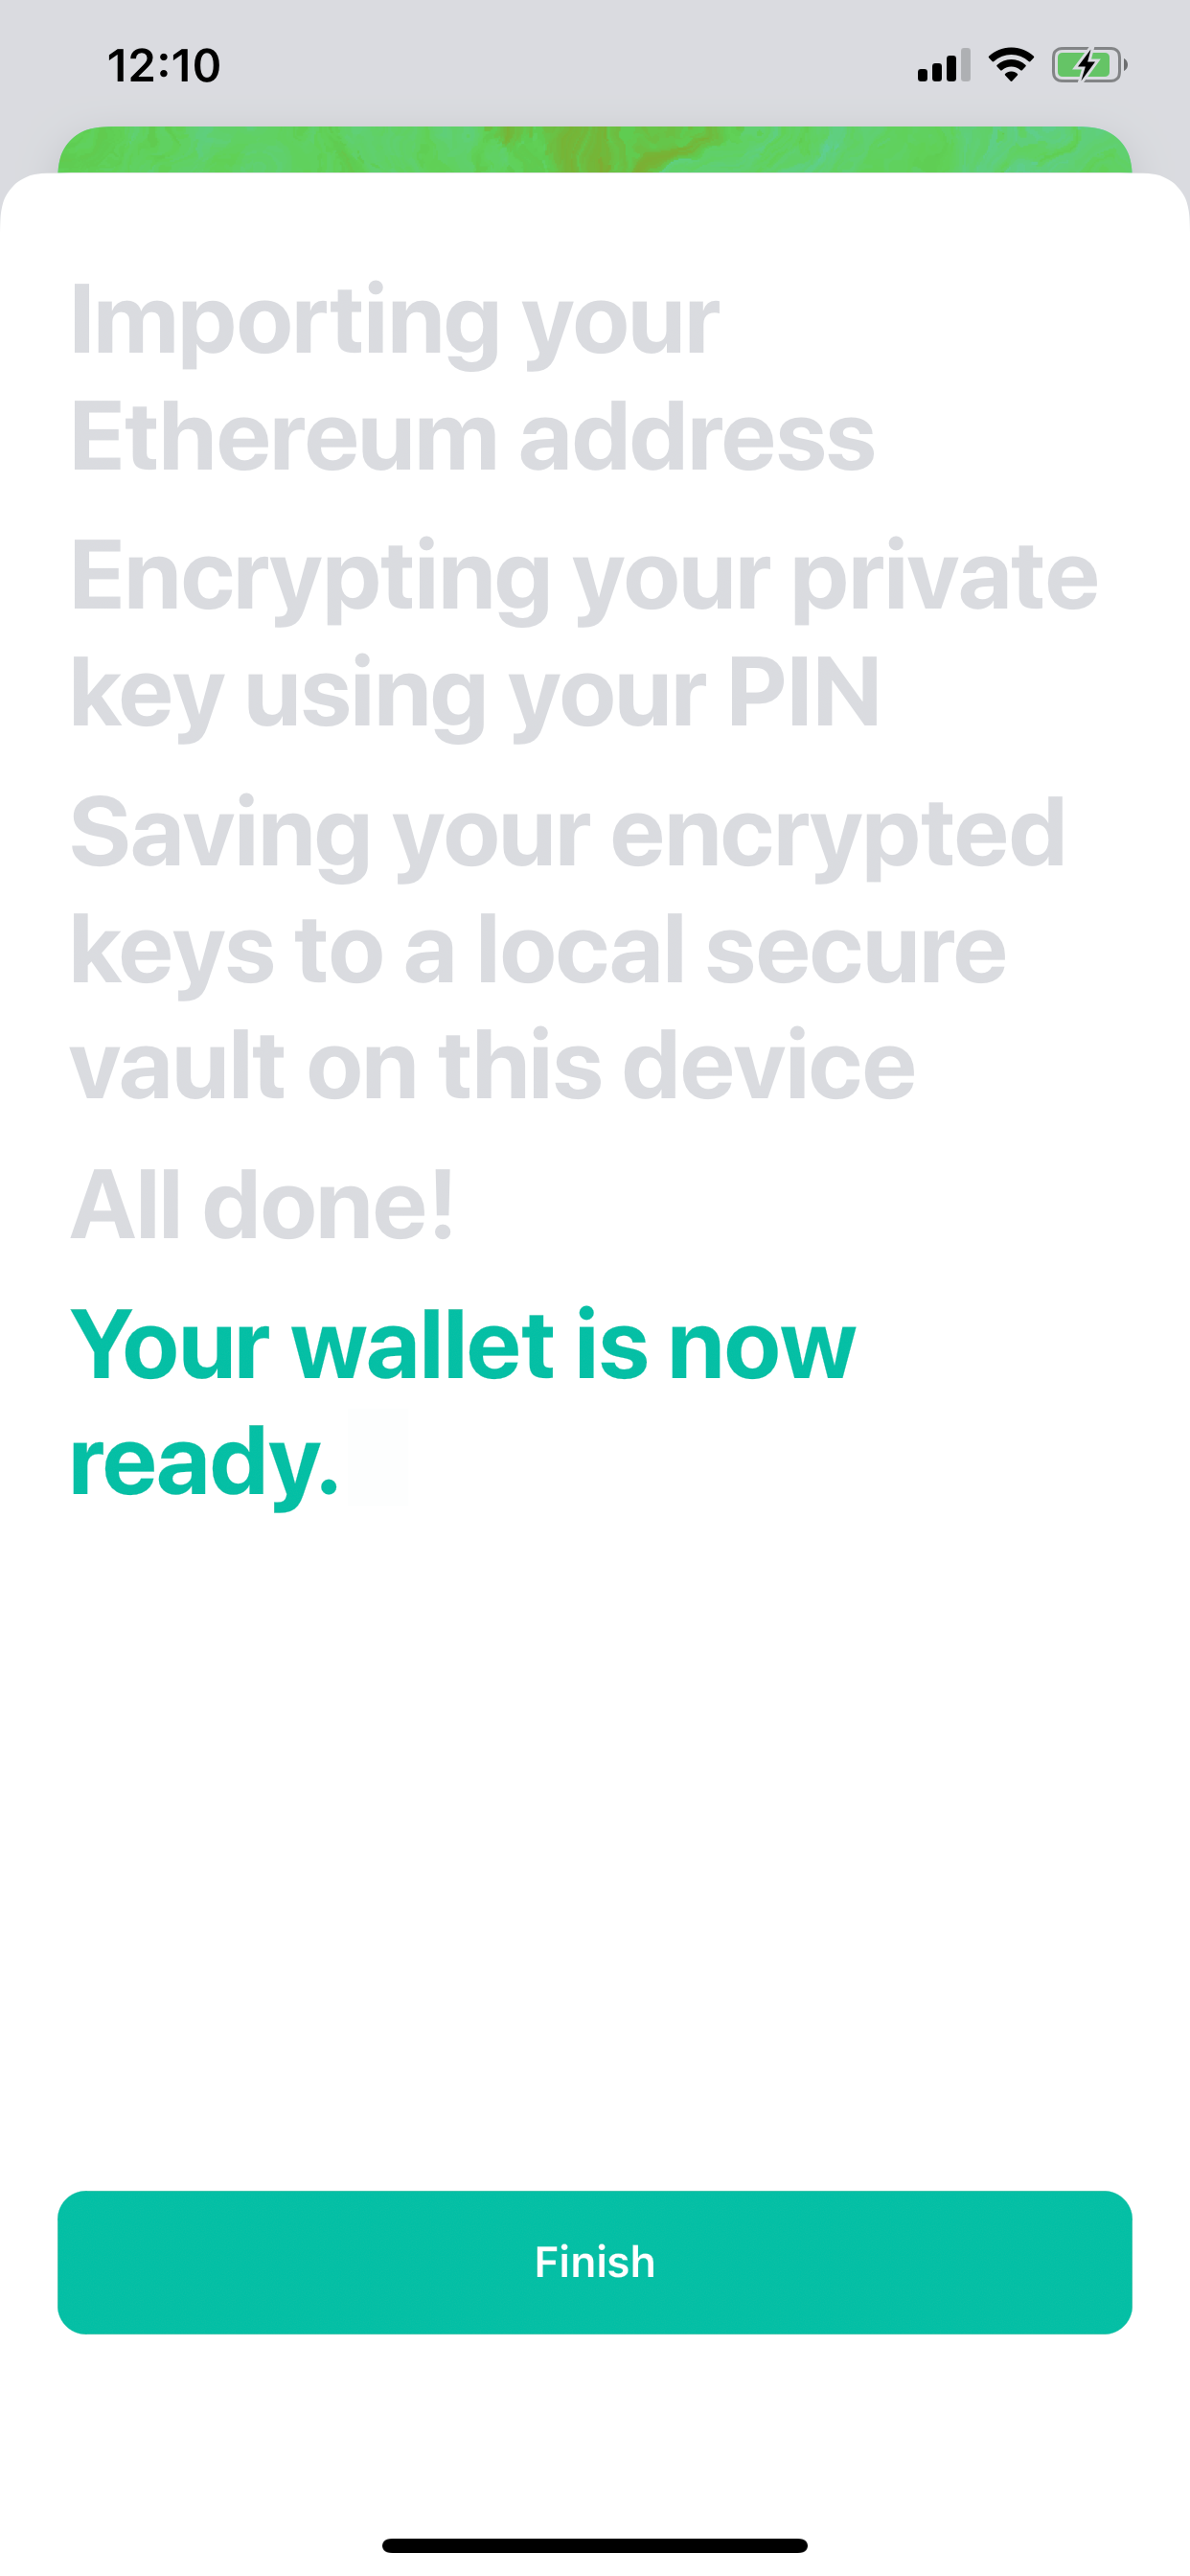 12:10
Importing your
Ethereum address
Encrypting your private
key using your PIN
Saving your encrypted
keys to a local secure
vault on this device
All done!
Your wallet is now
ready.
Finish